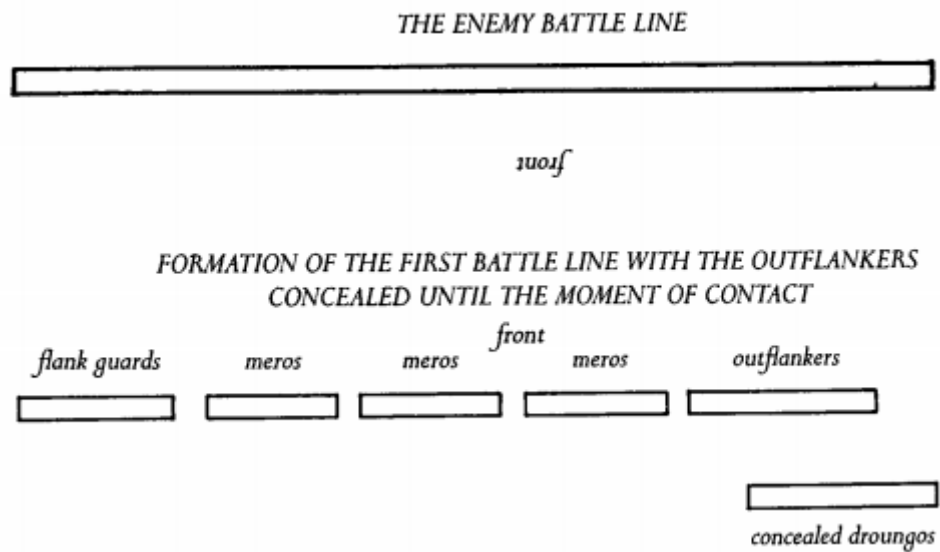 THE ENEMY BATTLE LINE
front
FORMATION OF THE FIRST BATTLE LINE WITH THE OUTFLANKERS
CONCEALED UNTIL THE MOMENT OF CONTACT
front
flank guards meros meros meros outflankers
concealed droungos